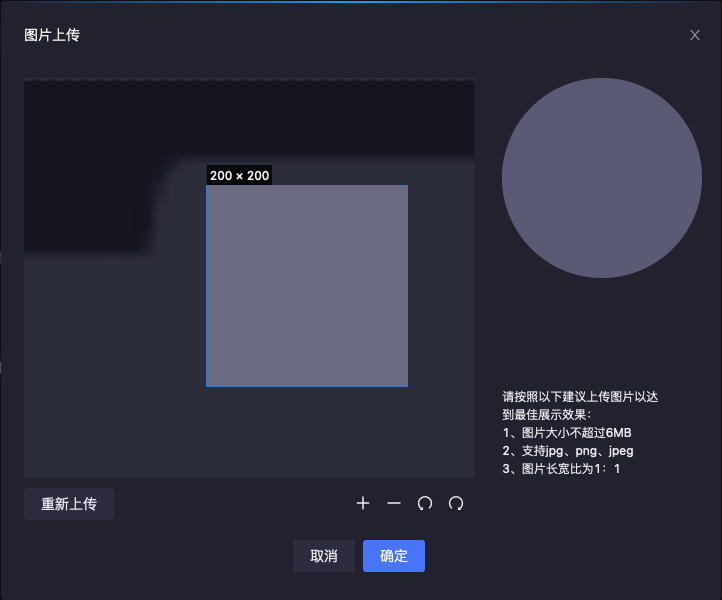 图片上传
200 × 200
请按照以下建议上传图片以达
到最佳展示效果：
1、图片大小不超过6MB
2、支持jpg、png、jpeg
3、图片长宽比为1：1
重新上传
取消
确定